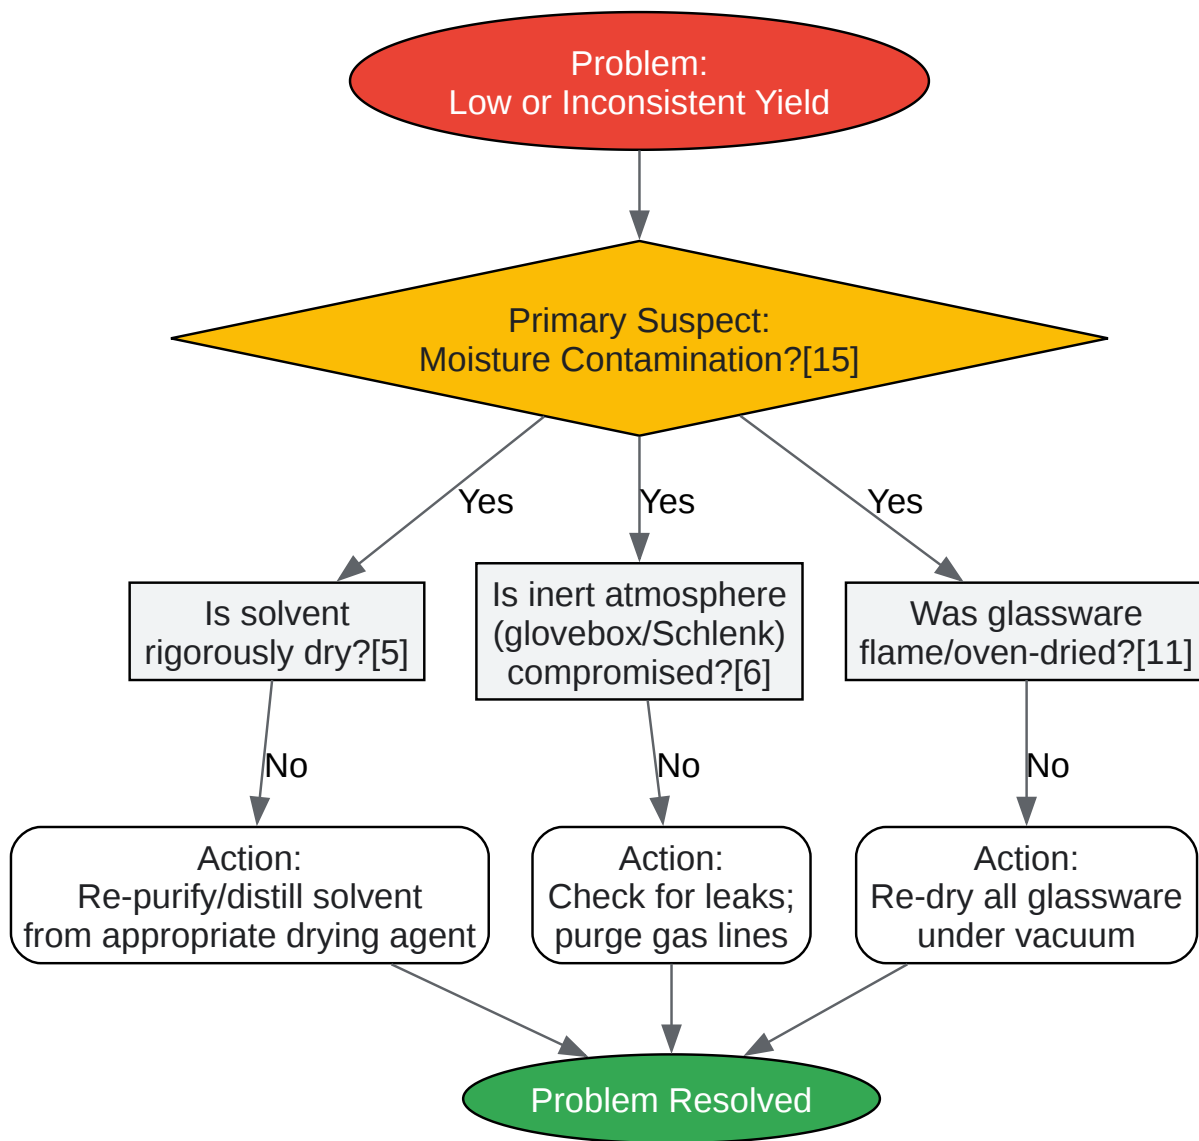 Problem:
Low or Inconsistent Yield
Primary Suspect:
Moisture Contamination?[15]
Yes
Yes
Yes
Is solvent
rigorously dry?[5]
Is inert atmosphere
(glovebox/Schlenk)
compromised?[6]
Was glassware
flame/oven-dried?[11]
No
No
No
Action:
Re-purify/distill solvent
from appropriate drying agent
Action:
Check for leaks;
purge gas lines
Action:
Re-dry all glassware
under vacuum
Problem Resolved